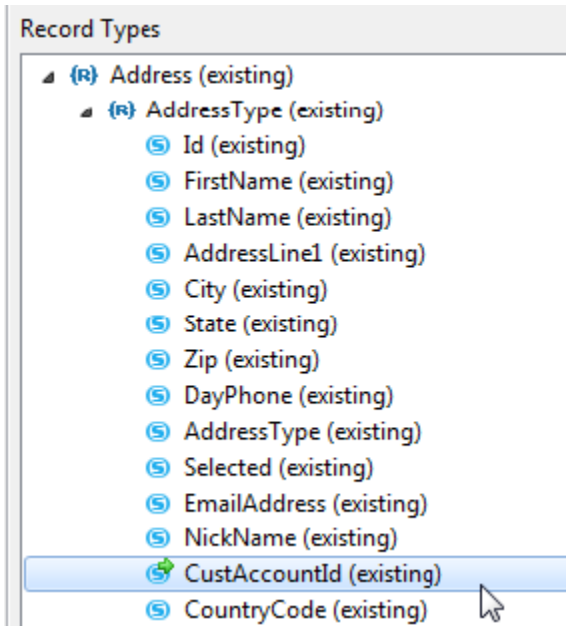 Record Types
{R} Address (existing)
{R} AddressType (existing)
S Id (existing)
S FirstName (existing)
S LastName (existing)
S AddressLine1 (existing)
S City (existing)
S State (existing)
S Zip (existing)
S DayPhone (existing)
S AddressType (existing)
S Selected (existing)
S EmailAddress (existing)
S NickName (existing)
S CustAccountId (existing)
S CountryCode (existing)